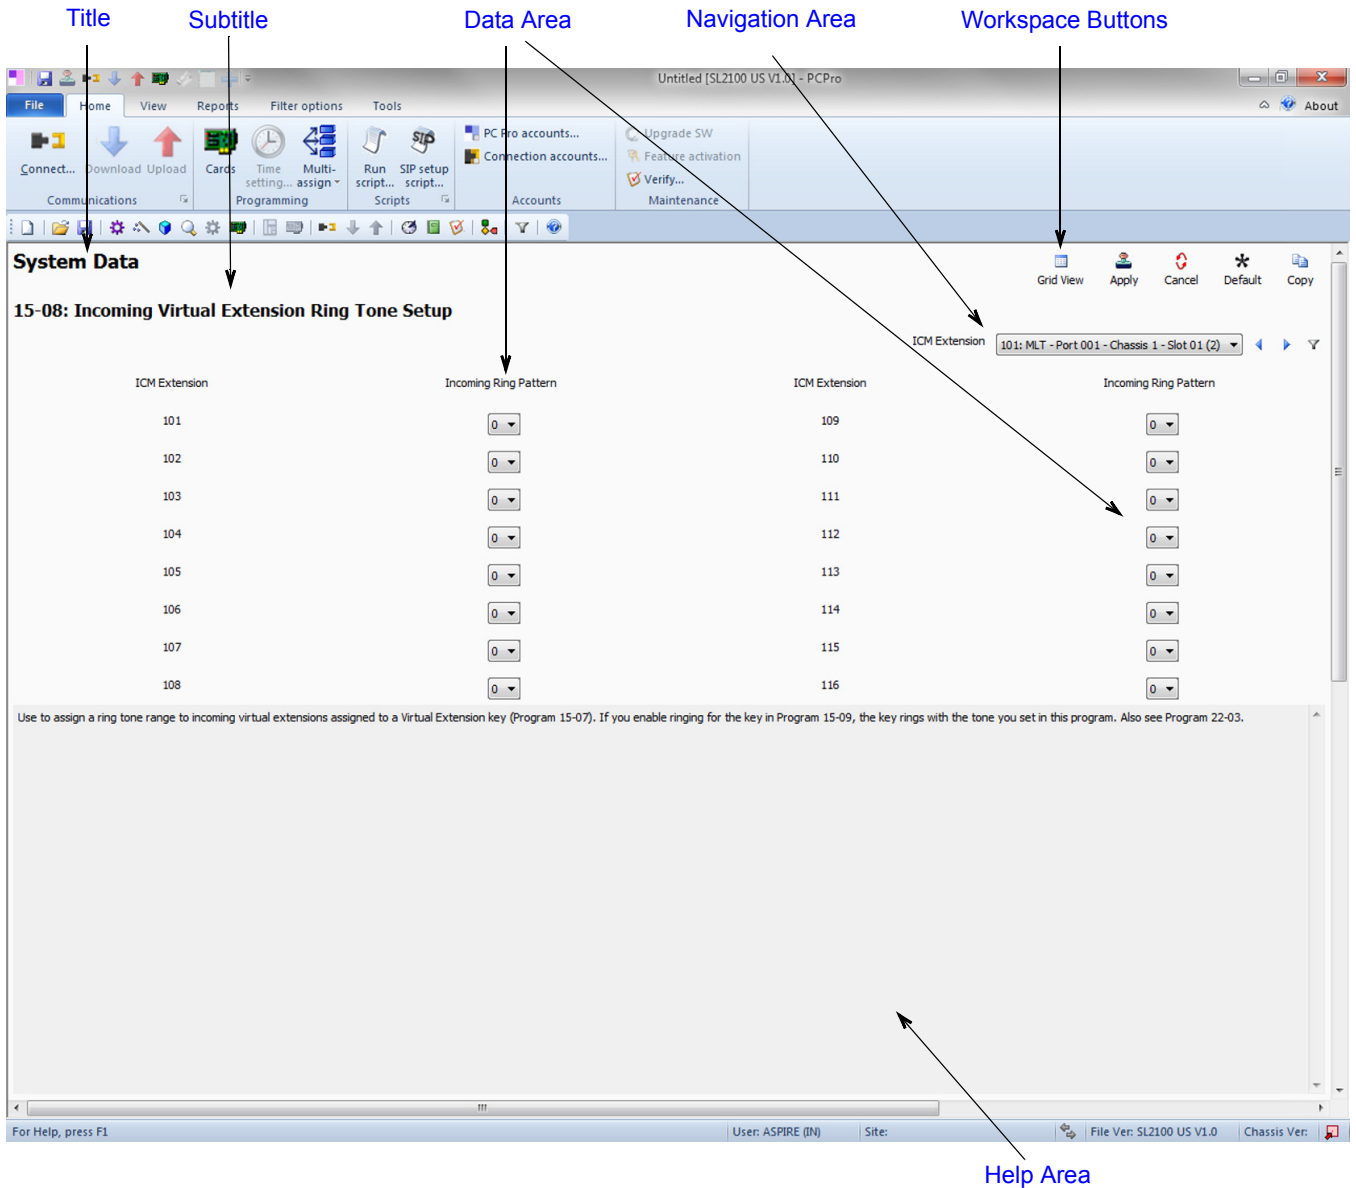 Title Subtitle Data Area Navigation Area Workspace Buttons
Untitled [SL2100 US V1.0] - PCPro
File Home View Reports Filter options Tools About
Connect... Download Upload
Communications
Cards Time setting... Multi-assign
Programming
Run script... SIP SIP setup script...
Scripts
PC Pro accounts...
Connection accounts...
Accounts
Upgrade SW
Feature activation
Verify...
Maintenance
System Data
Grid View Apply Cancel Default Copy
15-08: Incoming Virtual Extension Ring Tone Setup
ICM Extension 101: MLT - Port 001 - Chassis 1 - Slot 01 (2)
ICM Extension Incoming Ring Pattern ICM Extension Incoming Ring Pattern
101 0 109 0
102 0 110 0
103 0 111 0
104 0 112 0
105 0 113 0
106 0 114 0
107 0 115 0
108 0 116 0
Use to assign a ring tone range to incoming virtual extensions assigned to a Virtual Extension key (Program 15-07). If you enable ringing for the key in Program 15-09, the key rings with the tone you set in this program. Also see Program 22-03.
For Help, press F1 User: ASPIRE (IN) Site: File Ver: SL2100 US V1.0 Chassis Ver:
Help Area